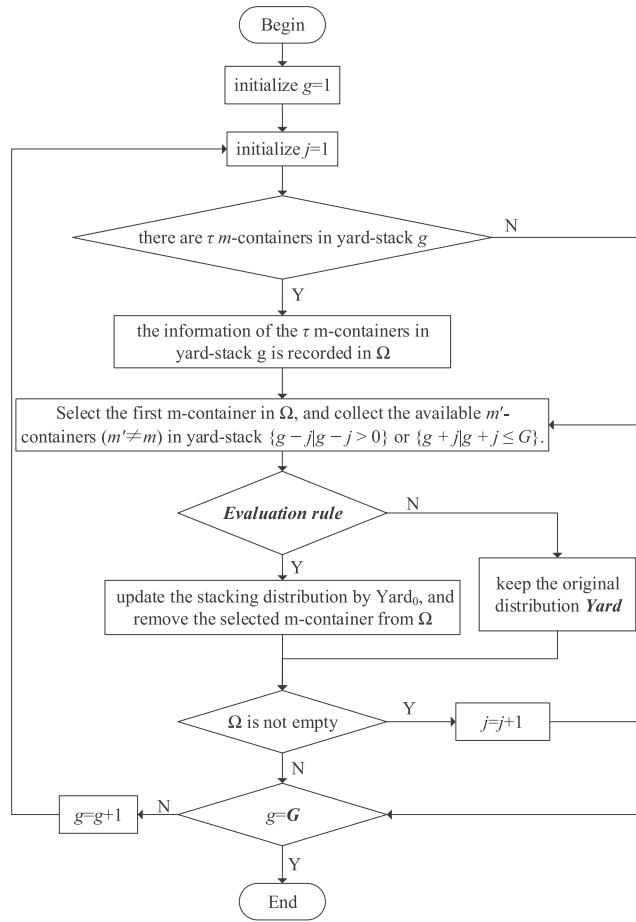 Begin
initialize g=1
initialize j=1
there are τ m-containers in yard-stack g
N
Y
the information of the τ m-containers in
yard-stack g is recorded in Ω
Select the first m-container in Ω, and collect the available m′-
containers (m′≠m) in yard-stack {g − j|g − j > 0} or {g + j|g + j ≤ G}.
Evaluation rule
N
Y
update the stacking distribution by Yard₀, and
remove the selected m-container from Ω
keep the original
distribution Yard
Ω is not empty
Y
j=j+1
N
g=G
N
g=g+1
Y
End